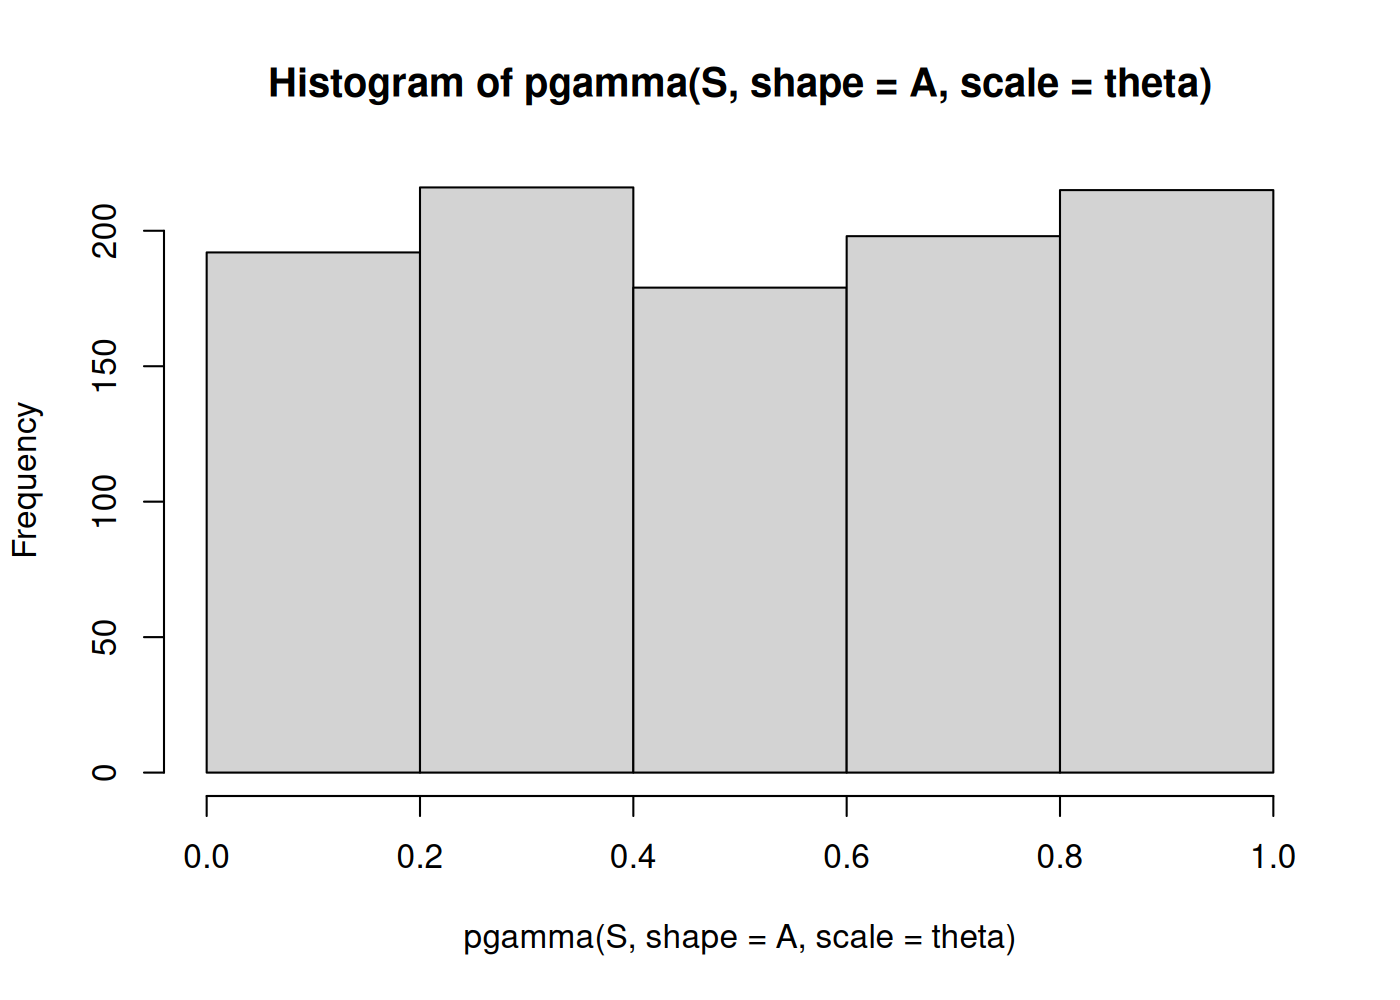 Histogram of pgamma(S, shape = A, scale = theta)
Frequency
200
150
100
50
0
0.0 0.2 0.4 0.6 0.8 1.0
pgamma(S, shape = A, scale = theta)